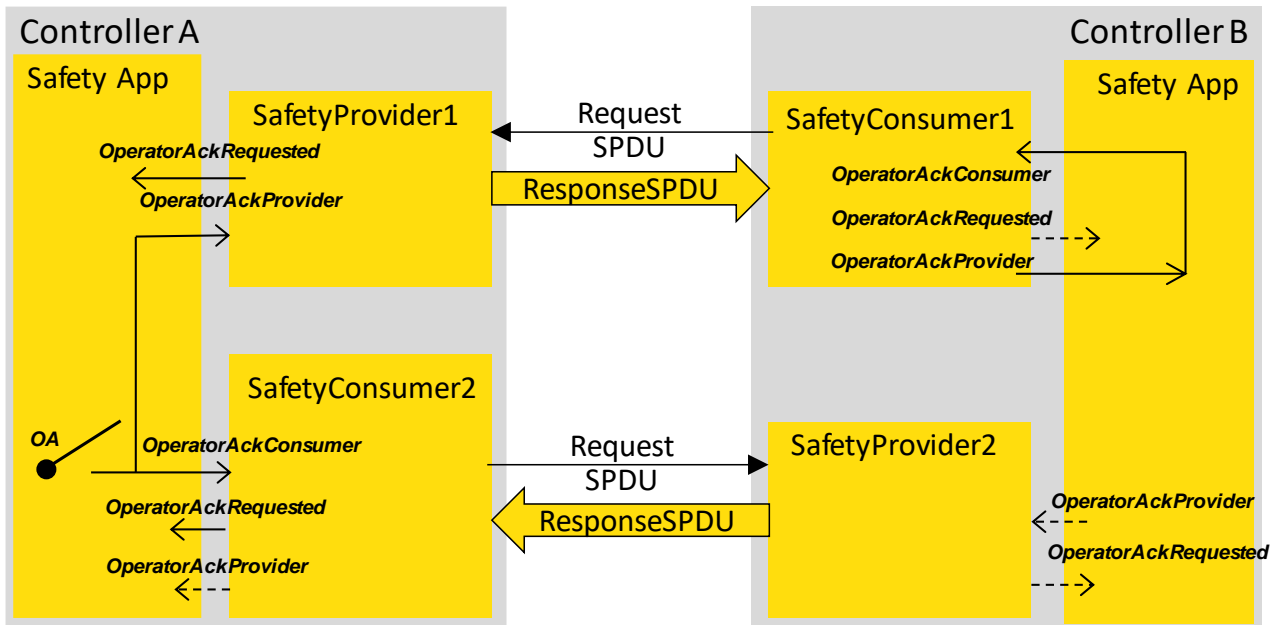 Controller A
Controller B
Safety App
Safety App
SafetyProvider1
Request
SPDU
ResponseSPDU
SafetyConsumer1
OperatorAckRequested
OperatorAckProvider
OperatorAckConsumer
OperatorAckRequested
OperatorAckProvider
SafetyConsumer2
OA
OperatorAckConsumer
OperatorAckRequested
OperatorAckProvider
Request
SPDU
ResponseSPDU
SafetyProvider2
OperatorAckProvider
OperatorAckRequested